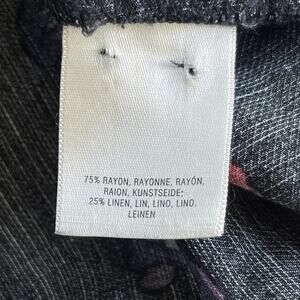 75% RAYON, RAYONNE, RAYÓN,
RAION, KUNSTSEIDE;
25% LINEN, LIN, LINO, LINO,
LEINEN